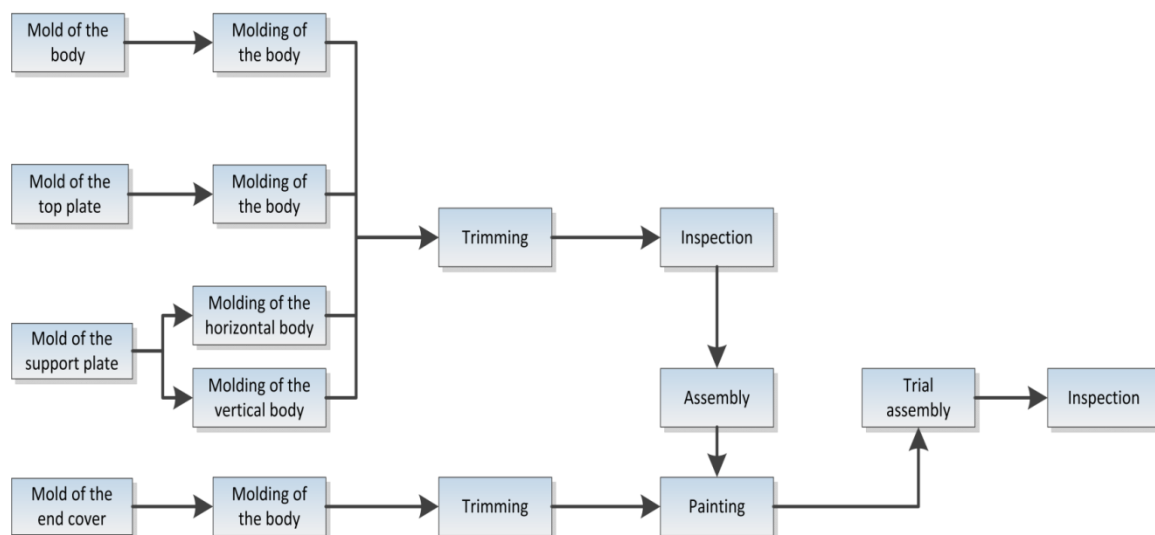 Mold of the
body
Molding of
the body
Mold of the
top plate
Molding of
the body
Trimming
Inspection
Mold of the
support plate
Molding of the
horizontal body
Molding of the
vertical body
Assembly
Trial
assembly
Inspection
Mold of the
end cover
Molding of
the body
Trimming
Painting